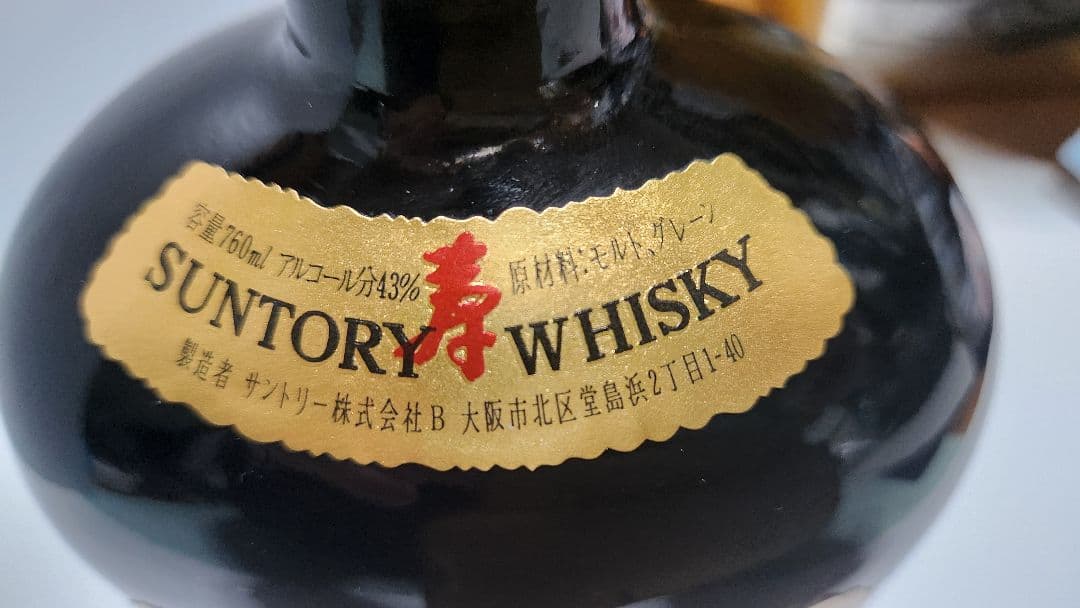 容量760ml アルコール分43% 原材料:モルト、グレーン
SUNTORY 寿 WHISKY
製造者 サントリー株式会社B 大阪市北区堂島浜2丁目1-40